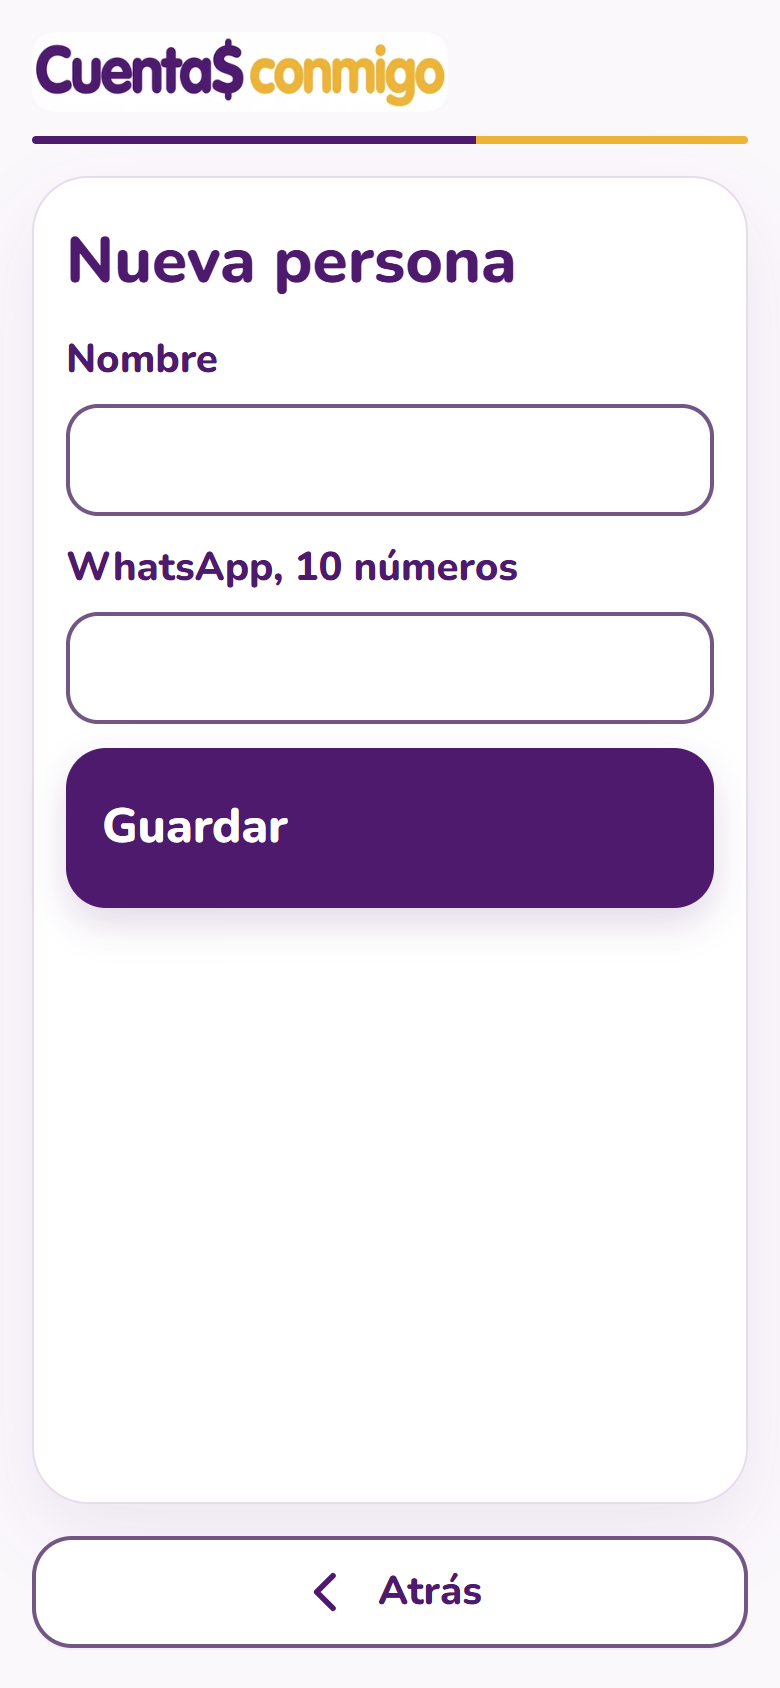 Cuenta$ conmigo
Nueva persona
Nombre
WhatsApp, 10 números
Guardar
Atrás